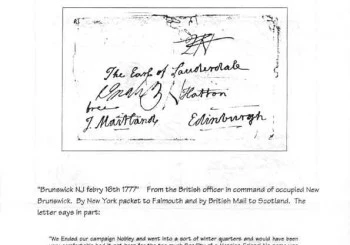 The Earl of Lauderdale
Hatton
free
J. Maitland Edinburgh
"Brunswick NJ febry 16th 1777" From the British officer in command of occupied New
Brunswick. By New York packet to Falmouth and by British Mail to Scotland. The
letter says in part:
"We Ended our campaign Nobley and went into a sort of winter quarters and would have been